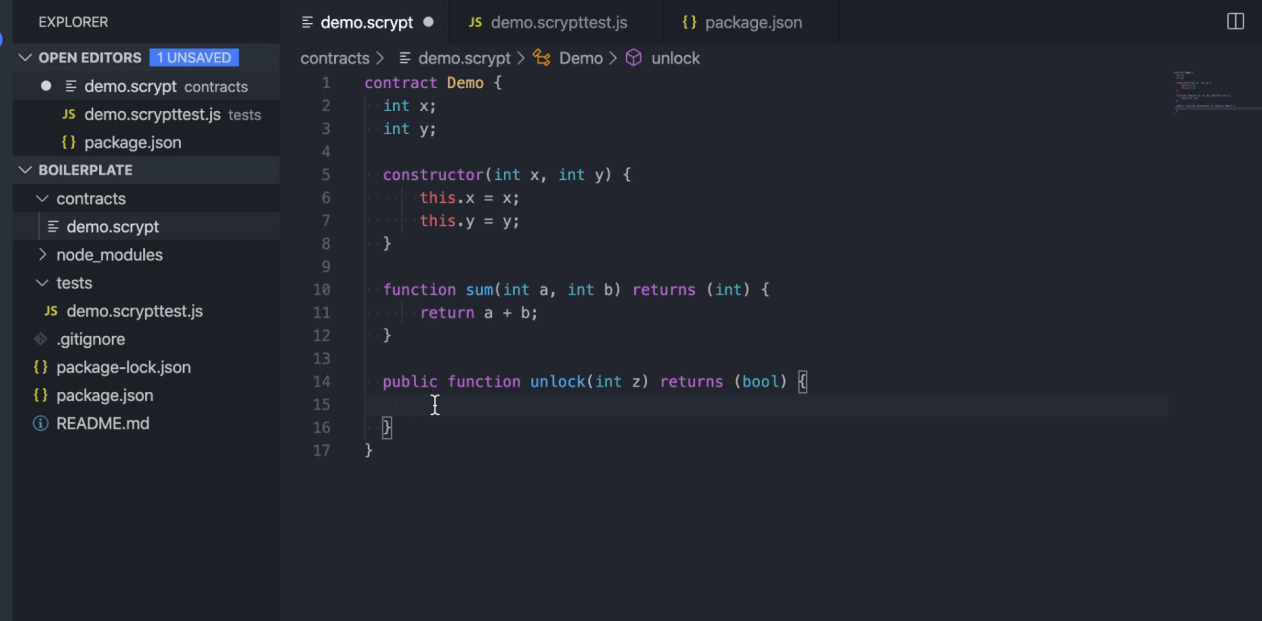 EXPLORER
OPEN EDITORS 1 UNSAVED
demo.scrypt contracts
JS demo.scrypttest.js tests
{} package.json
BOILERPLATE
contracts
demo.scrypt
node_modules
tests
JS demo.scrypttest.js
.gitignore
{} package-lock.json
{} package.json
README.md
demo.scrypt JS demo.scrypttest.js {} package.json
contracts > demo.scrypt > Demo > unlock
1 contract Demo {
2 int x;
3 int y;
4
5 constructor(int x, int y) {
6 this.x = x;
7 this.y = y;
8 }
9
10 function sum(int a, int b) returns (int) {
11 return a + b;
12 }
13
14 public function unlock(int z) returns (bool) {
15
16 }
17 }